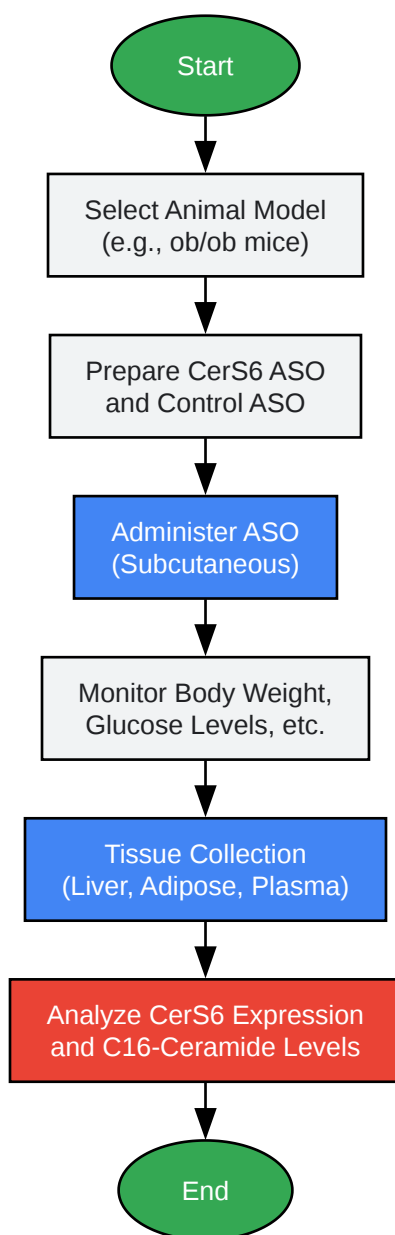 Start
Select Animal Model
(e.g., ob/ob mice)
Prepare CerS6 ASO
and Control ASO
Administer ASO
(Subcutaneous)
Monitor Body Weight,
Glucose Levels, etc.
Tissue Collection
(Liver, Adipose, Plasma)
Analyze CerS6 Expression
and C16-Ceramide Levels
End